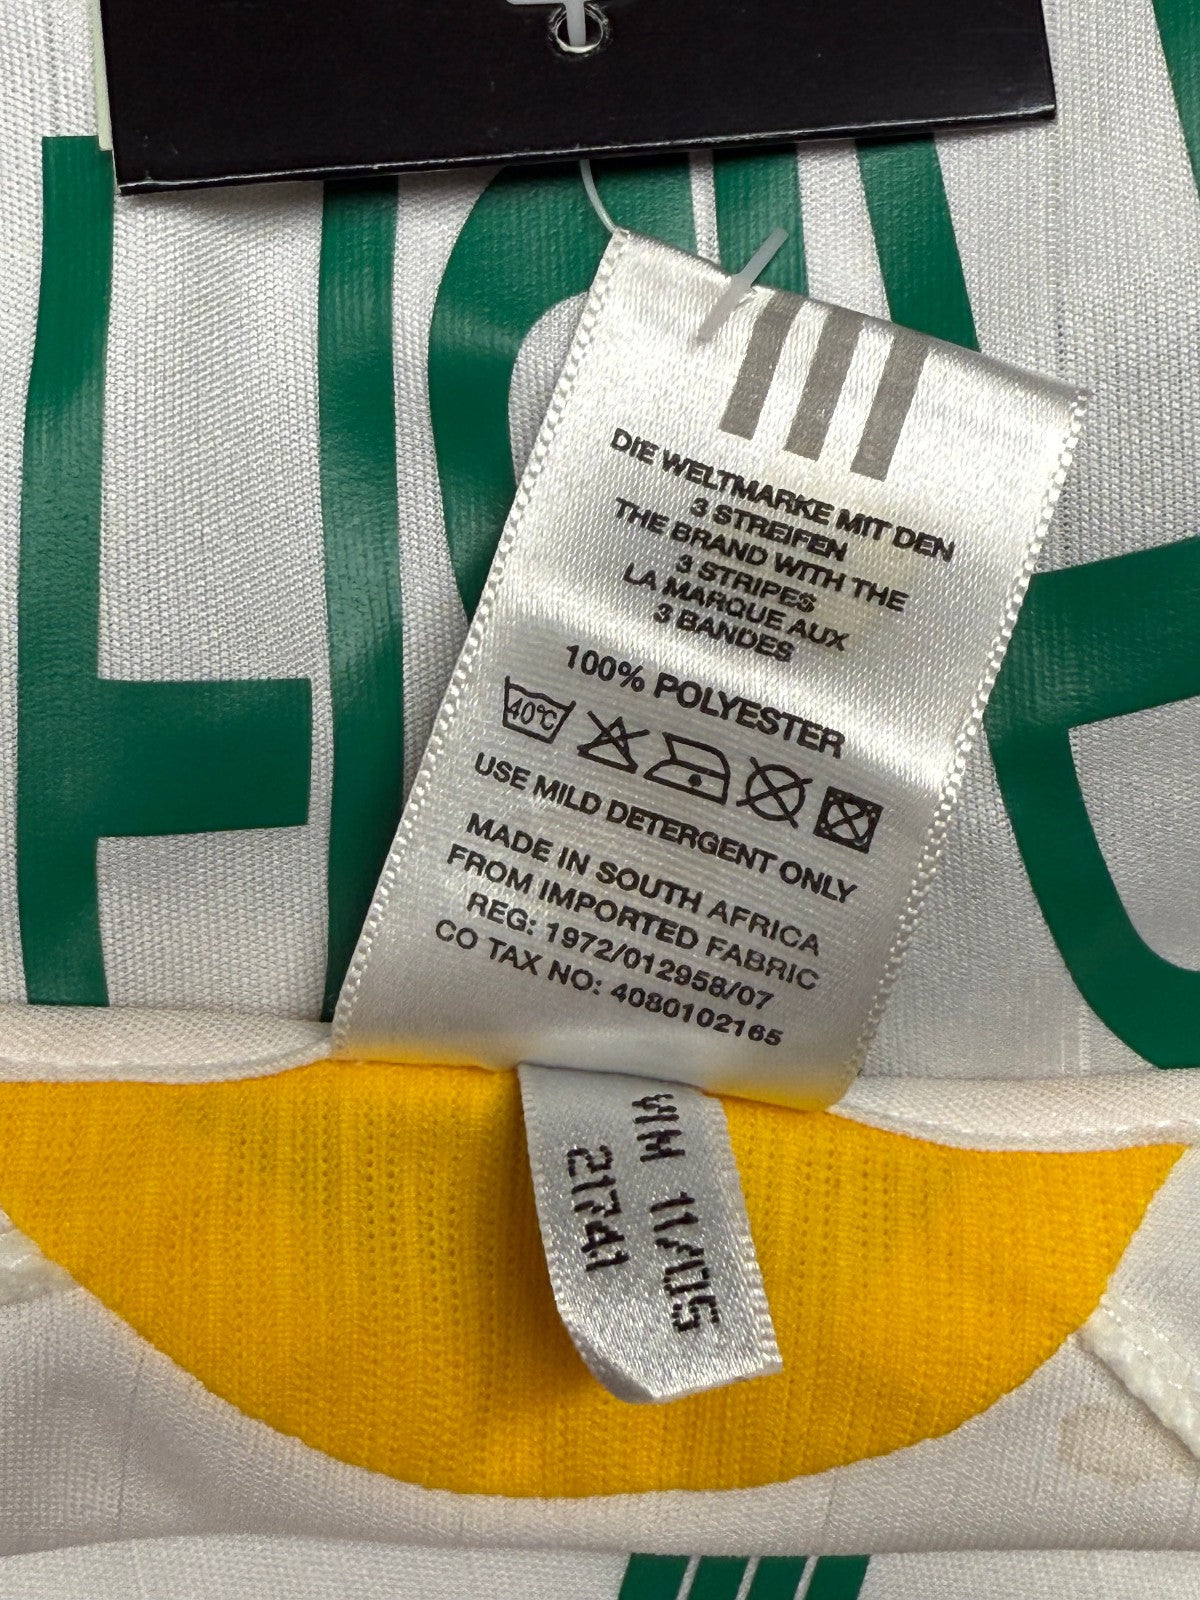 DIE WELTMARKE MIT DEN
3 STREIFEN
THE BRAND WITH THE
3 STRIPES
LA MARQUE AUX
3 BANDES
100% POLYESTER
40°C
USE MILD DETERGENT ONLY
MADE IN SOUTH AFRICA
FROM IMPORTED FABRIC
REG: 1972/012958/07
CO TAX NO: 4080102165
11/05
21741